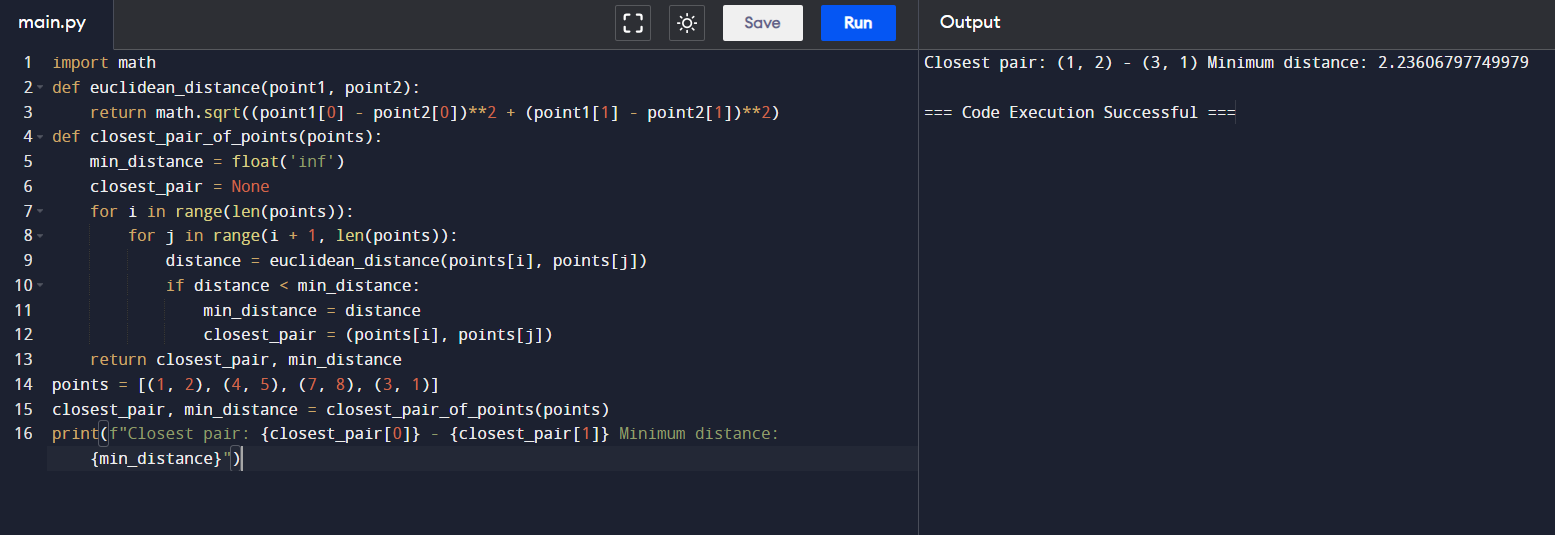 main.py
Save
Run
Output
1 import math
2 def euclidean_distance(point1, point2):
3     return math.sqrt((point1[0] - point2[0])**2 + (point1[1] - point2[1])**2)
4 def closest_pair_of_points(points):
5     min_distance = float('inf')
6     closest_pair = None
7     for i in range(len(points)):
8         for j in range(i + 1, len(points)):
9             distance = euclidean_distance(points[i], points[j])
10             if distance < min_distance:
11                 min_distance = distance
12                 closest_pair = (points[i], points[j])
13     return closest_pair, min_distance
14 points = [(1, 2), (4, 5), (7, 8), (3, 1)]
15 closest_pair, min_distance = closest_pair_of_points(points)
16 print(f"Closest pair: {closest_pair[0]} - {closest_pair[1]} Minimum distance:
    {min_distance}")
Closest pair: (1, 2) - (3, 1) Minimum distance: 2.23606797749979
=== Code Execution Successful ===